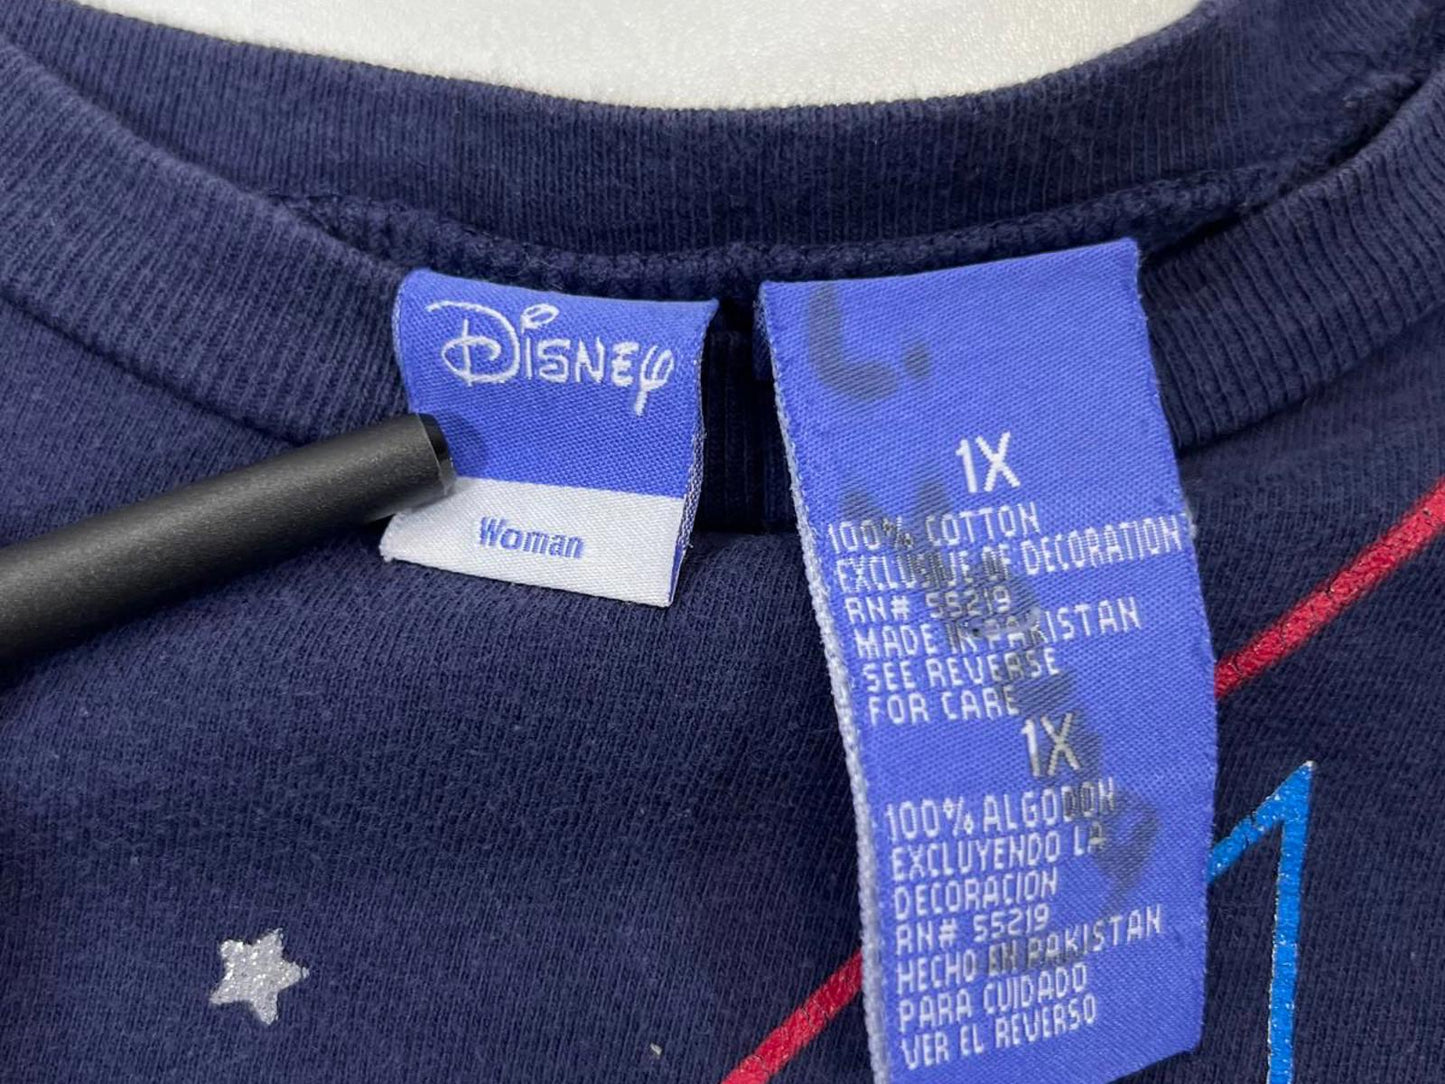 Disney
Woman
1X
100% COTTON
EXCLUSIVE OF DECORATION
RN# 55219
MADE IN PAKISTAN
SEE REVERSE
FOR CARE
1X
100% ALGODON
EXCLUYENDO LA
DECORACION
RN# 55219
HECHO EN PAKISTAN
PARA CUIDADO
VER EL REVERSO